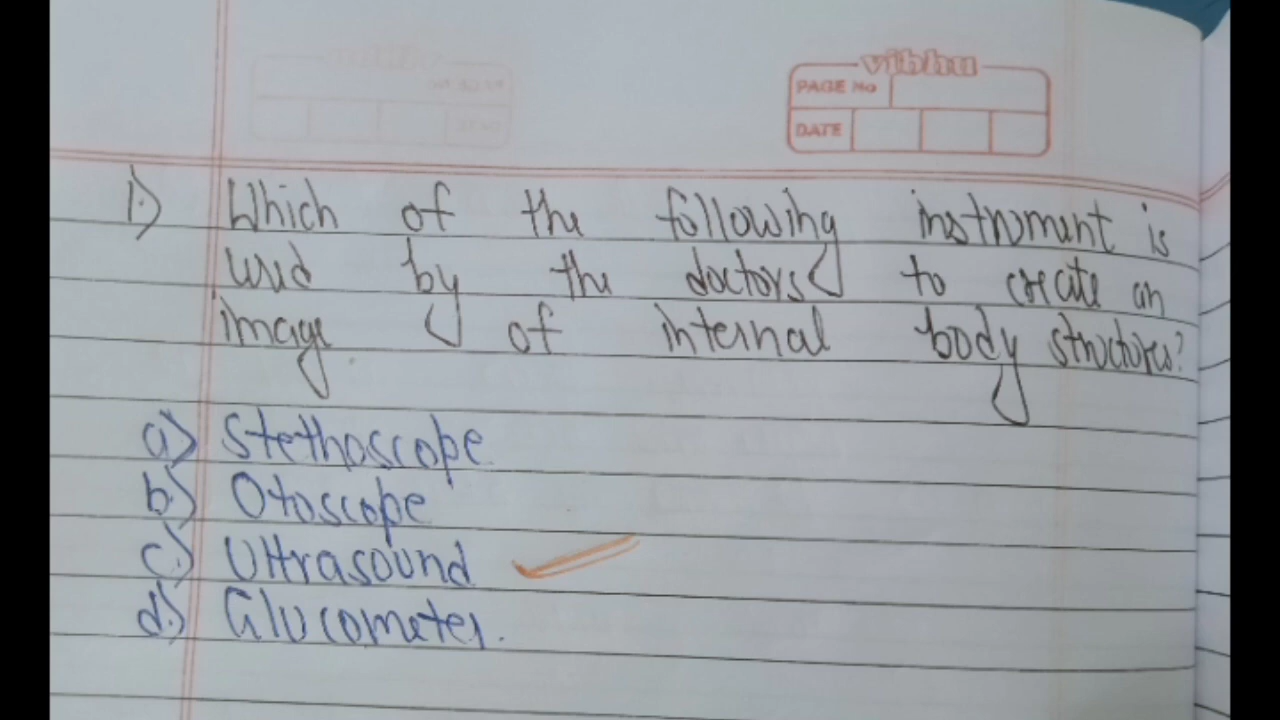 vibhu
PAGE No
DATE
1.) Which of the following instrument is
used by the doctors to create an
image of internal body structures?
a) Stethoscope
b.) Otoscope
c.) Ultrasound
d.) Glucometer.